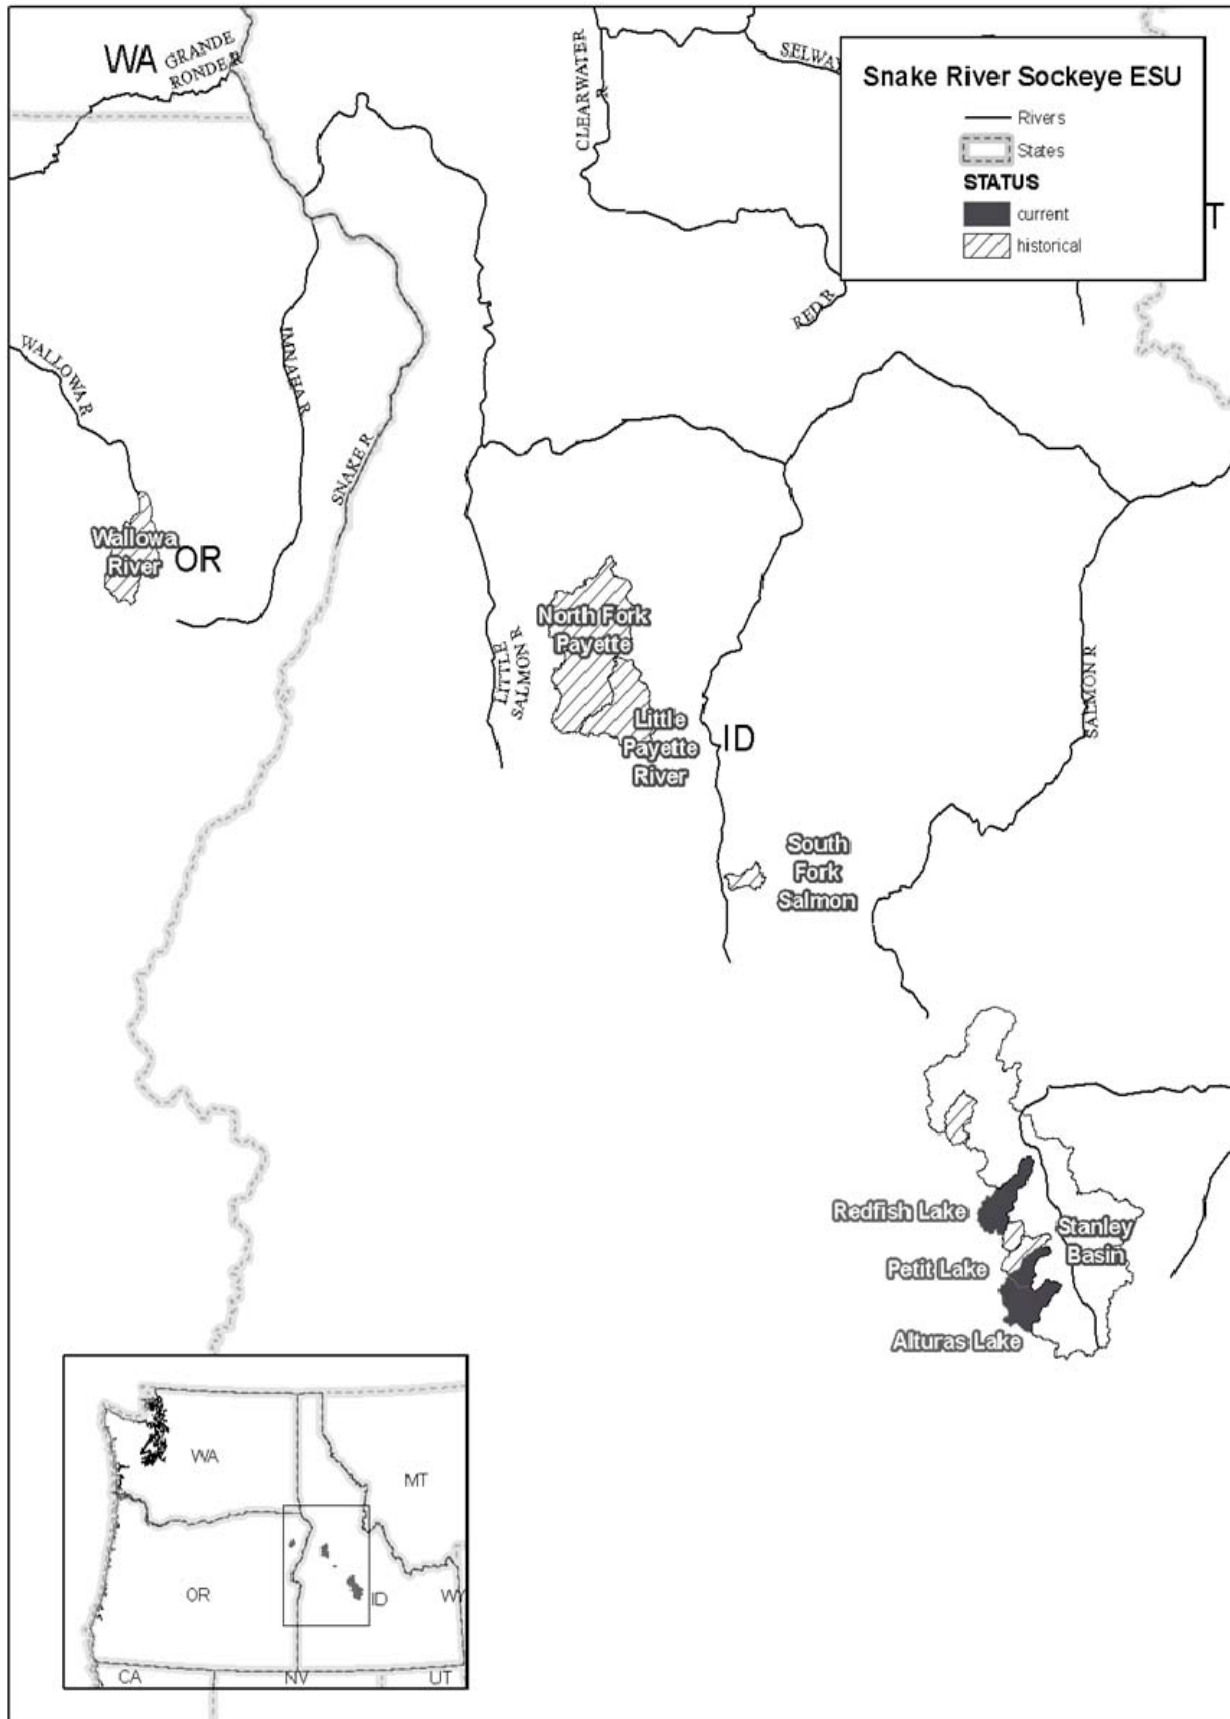 WA
GRANDE
RONDE R
CLEARWATER
R
Snake River Sockeye ESU
Rivers
States
STATUS
current
historical
T
RED R
WALLOWA R
IMNAHA R
SNAKE R
Wallowa
River
OR
North Fork
Payette
LITTLE
SALMON R
SALMON R
Little
Payette
River
ID
South
Fork
Salmon
Redfish Lake
Stanley
Basin
Petit Lake
Alturas Lake
WA
MT
OR
ID
WY
CA
NV
UT